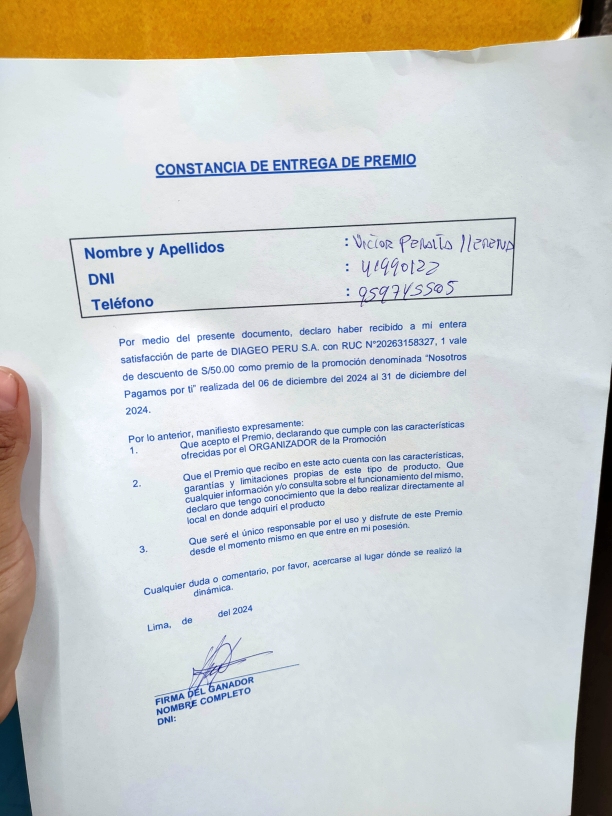 CONSTANCIA DE ENTREGA DE PREMIO
Nombre y Apellidos : Victor Peralta Llerena
DNI : 41990122
Teléfono : 959745505
Por medio del presente documento, declaro haber recibido a mi entera
satisfacción de parte de DIAGEO PERU S.A. con RUC N°20263158327, 1 vale
de descuento de S/50.00 como premio de la promoción denominada "Nosotros
Pagamos por ti" realizada del 06 de diciembre del 2024 al 31 de diciembre del
2024.
Por lo anterior, manifiesto expresamente:
1. Que acepto el Premio, declarando que cumple con las características
ofrecidas por el ORGANIZADOR de la Promoción
2. Que el Premio que recibo en este acto cuenta con las características,
garantías y limitaciones propias de este tipo de producto. Que
cualquier información y/o consulta sobre el funcionamiento del mismo,
declaro que tengo conocimiento que la debo realizar directamente al
local en donde adquirí el producto
3. Que seré el único responsable por el uso y disfrute de este Premio
desde el momento mismo en que entre en mi posesión.
Cualquier duda o comentario, por favor, acercarse al lugar dónde se realizó la
dinámica.
Lima, de del 2024
FIRMA DEL GANADOR
NOMBRE COMPLETO
DNI: